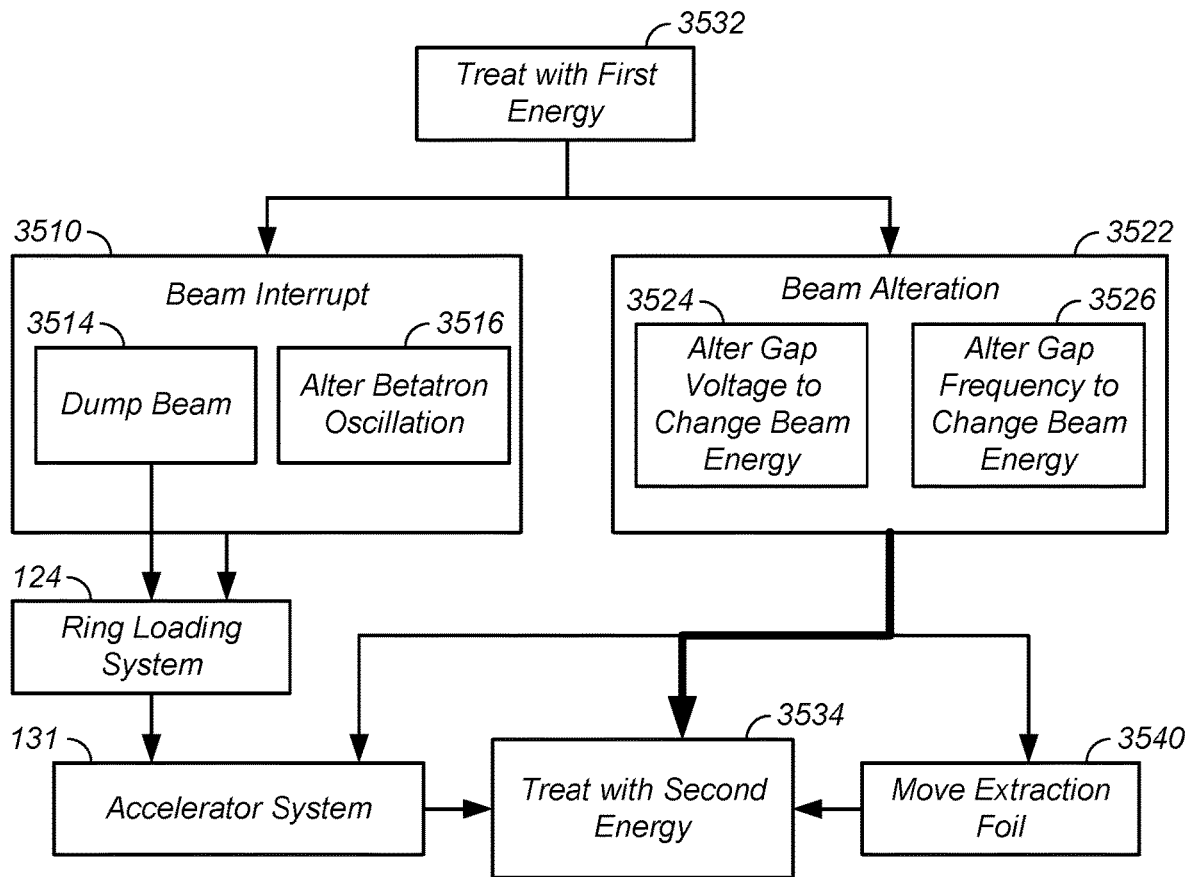 3532
Treat with First
Energy
3510
Beam Interrupt
3514
Dump Beam
3516
Alter Betatron
Oscillation
3522
Beam Alteration
3524
Alter Gap
Voltage to
Change Beam
Energy
3526
Alter Gap
Frequency to
Change Beam
Energy
124
Ring Loading
System
131
Accelerator System
3534
Treat with Second
Energy
3540
Move Extraction
Foil